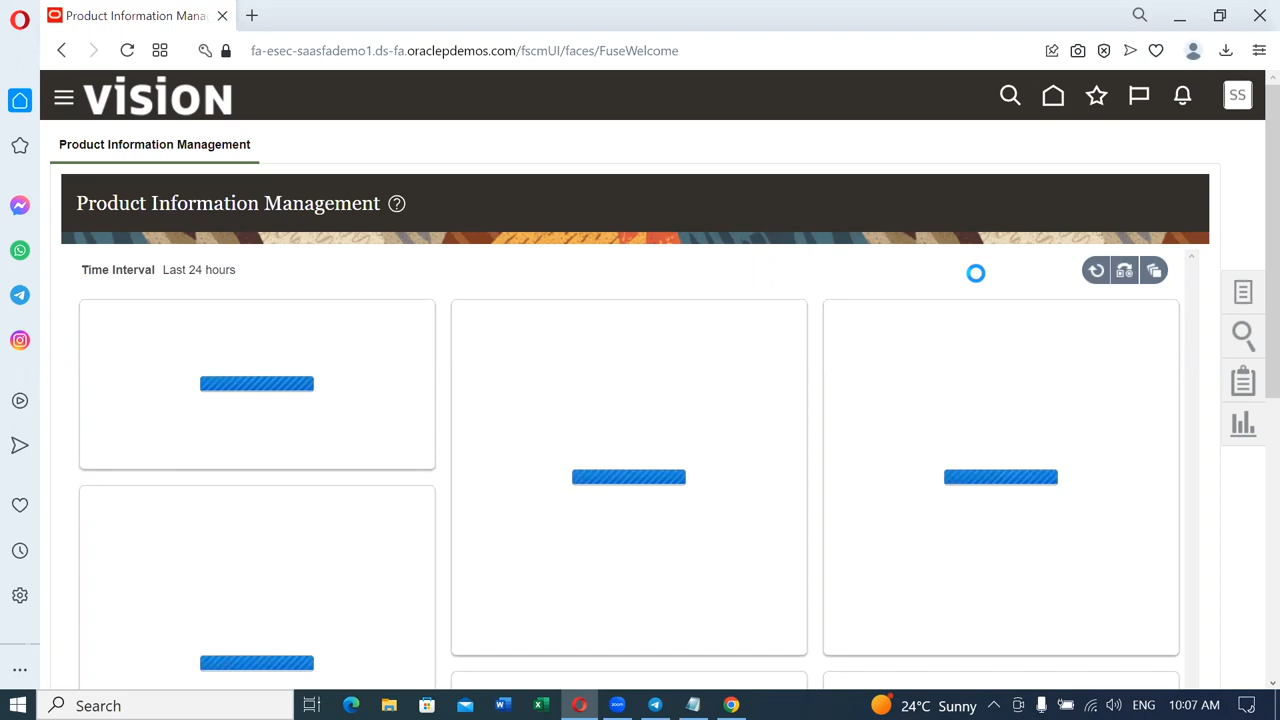 Product Information Mana
fa-esec-saasfademo1.ds-fa.oraclepdemos.com/fscmUI/faces/FuseWelcome
VISION
SS
Product Information Management
Product Information Management
Time Interval Last 24 hours
Search
W
X
zoom
24°C Sunny
ENG
10:07 AM